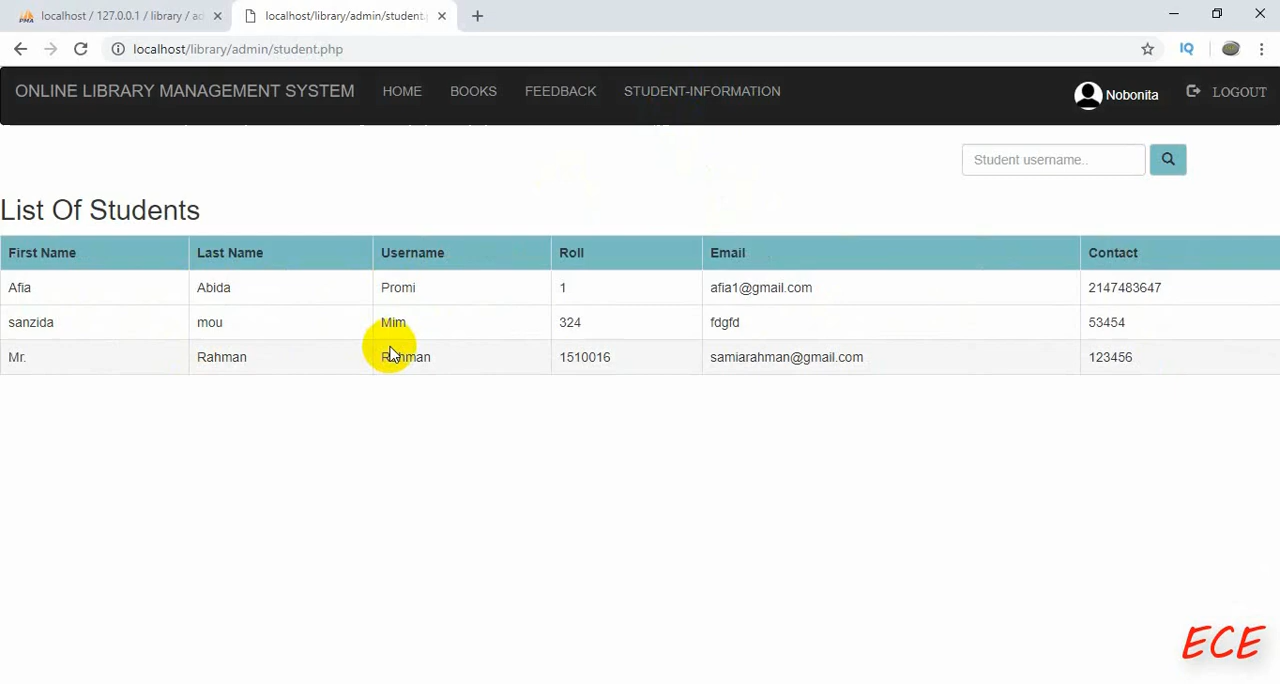 localhost / 127.0.0.1 / library / ad
localhost/library/admin/student.
localhost/library/admin/student.php
IQ
ONLINE LIBRARY MANAGEMENT SYSTEM HOME BOOKS FEEDBACK STUDENT-INFORMATION Nobonita LOGOUT
Student username..
List Of Students
First Name Last Name Username Roll Email Contact
Afia Abida Promi 1 afia1@gmail.com 2147483647
sanzida mou Mim 324 fdgfd 53454
Mr. Rahman Rahman 1510016 samiarahman@gmail.com 123456
ECE